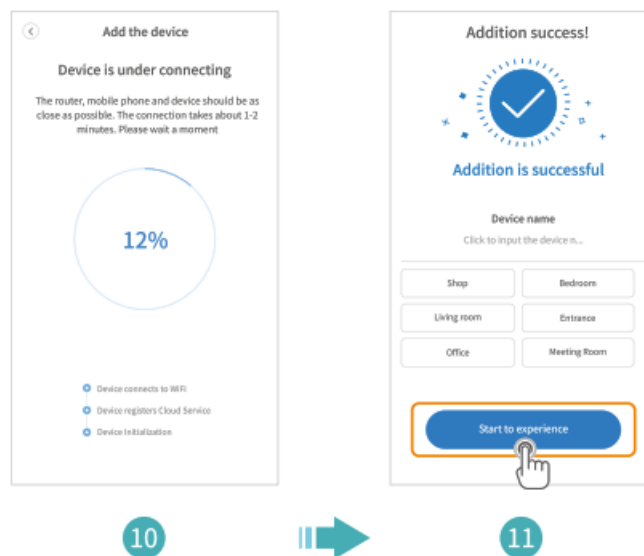 Add the device
Device is under connecting
The router, mobile phone and device should be as
close as possible. The connection takes about 1-2
minutes. Please wait a moment
12%
Device connects to WiFi
Device registers Cloud Service
Device Initialization
10
Addition success!
Addition is successful
Device name
Click to input the device n...
Shop
Bedroom
Living room
Entrance
Office
Meeting Room
Start to experience
11